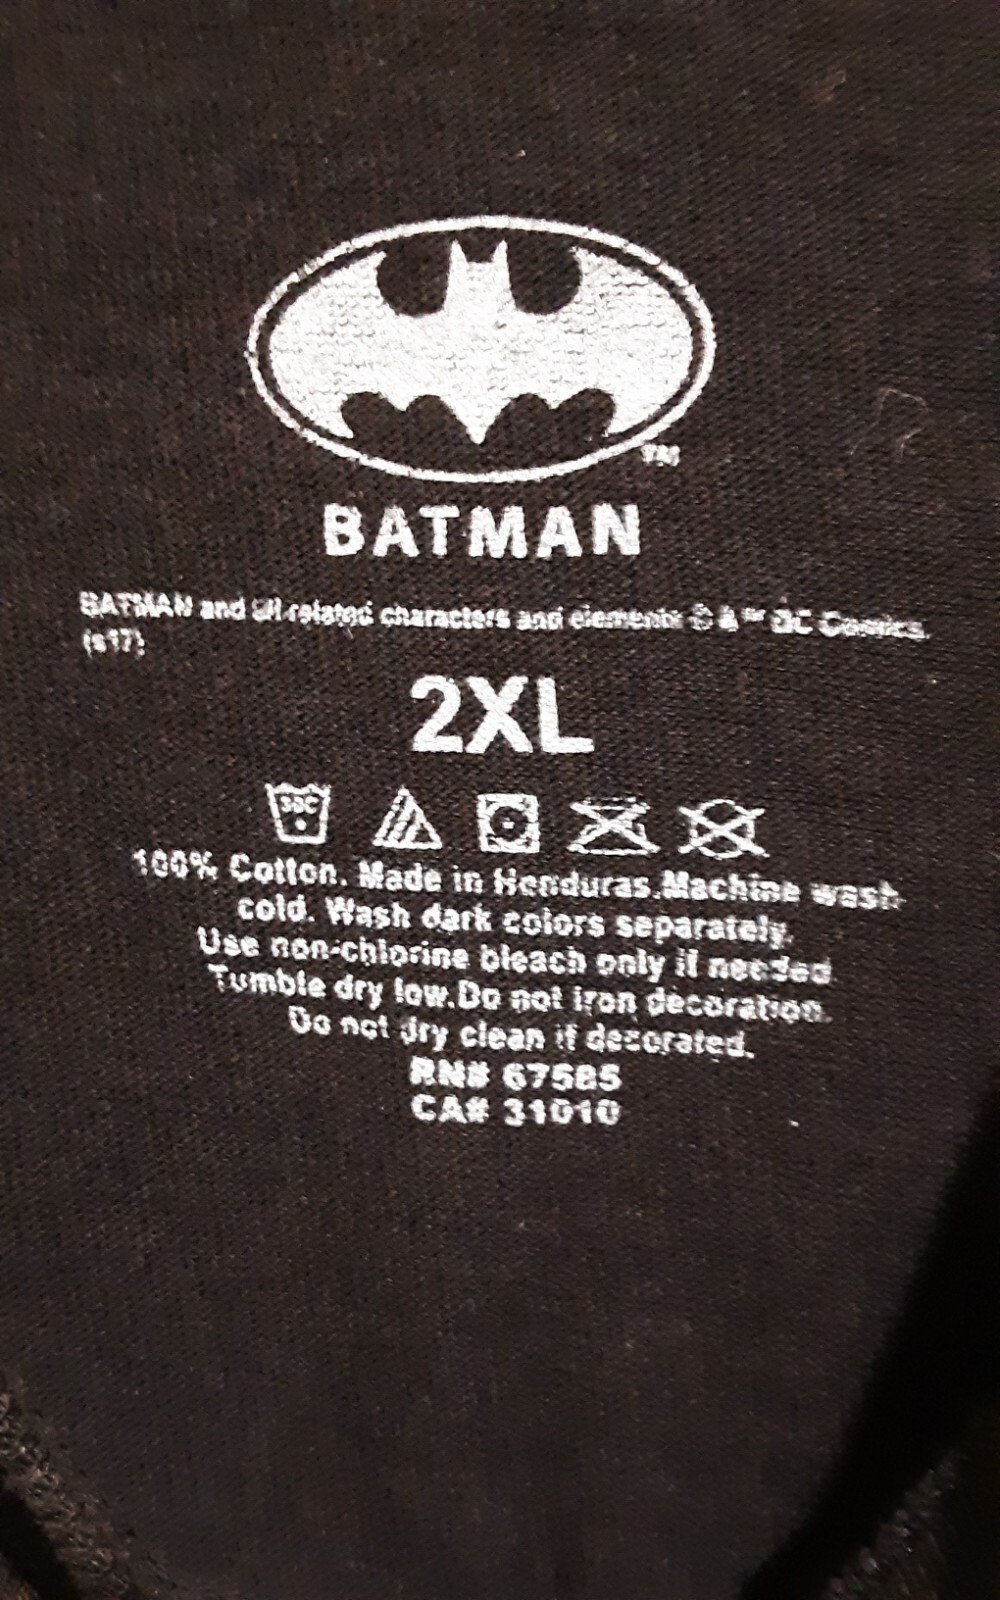 TM
BATMAN
BATMAN and all related characters and elements © & ™ DC Comics.
(s17)
2XL
30C
100% Cotton. Made in Honduras.Machine wash
cold. Wash dark colors separately.
Use non-chlorine bleach only if needed
Tumble dry low.Do not iron decoration.
Do not dry clean if decorated.
RN# 67585
CA# 31010